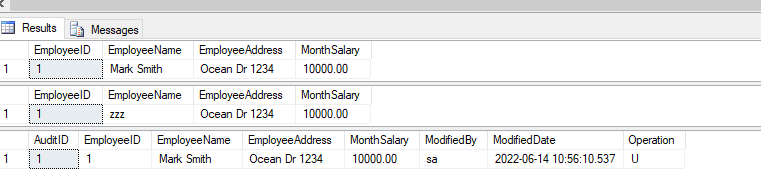 Results Messages
EmployeeID EmployeeName EmployeeAddress MonthSalary
1 1 Mark Smith Ocean Dr 1234 10000.00
EmployeeID EmployeeName EmployeeAddress MonthSalary
1 1 zzz Ocean Dr 1234 10000.00
AuditID EmployeeID EmployeeName EmployeeAddress MonthSalary ModifiedBy ModifiedDate Operation
1 1 1 Mark Smith Ocean Dr 1234 10000.00 sa 2022-06-14 10:56:10.537 U